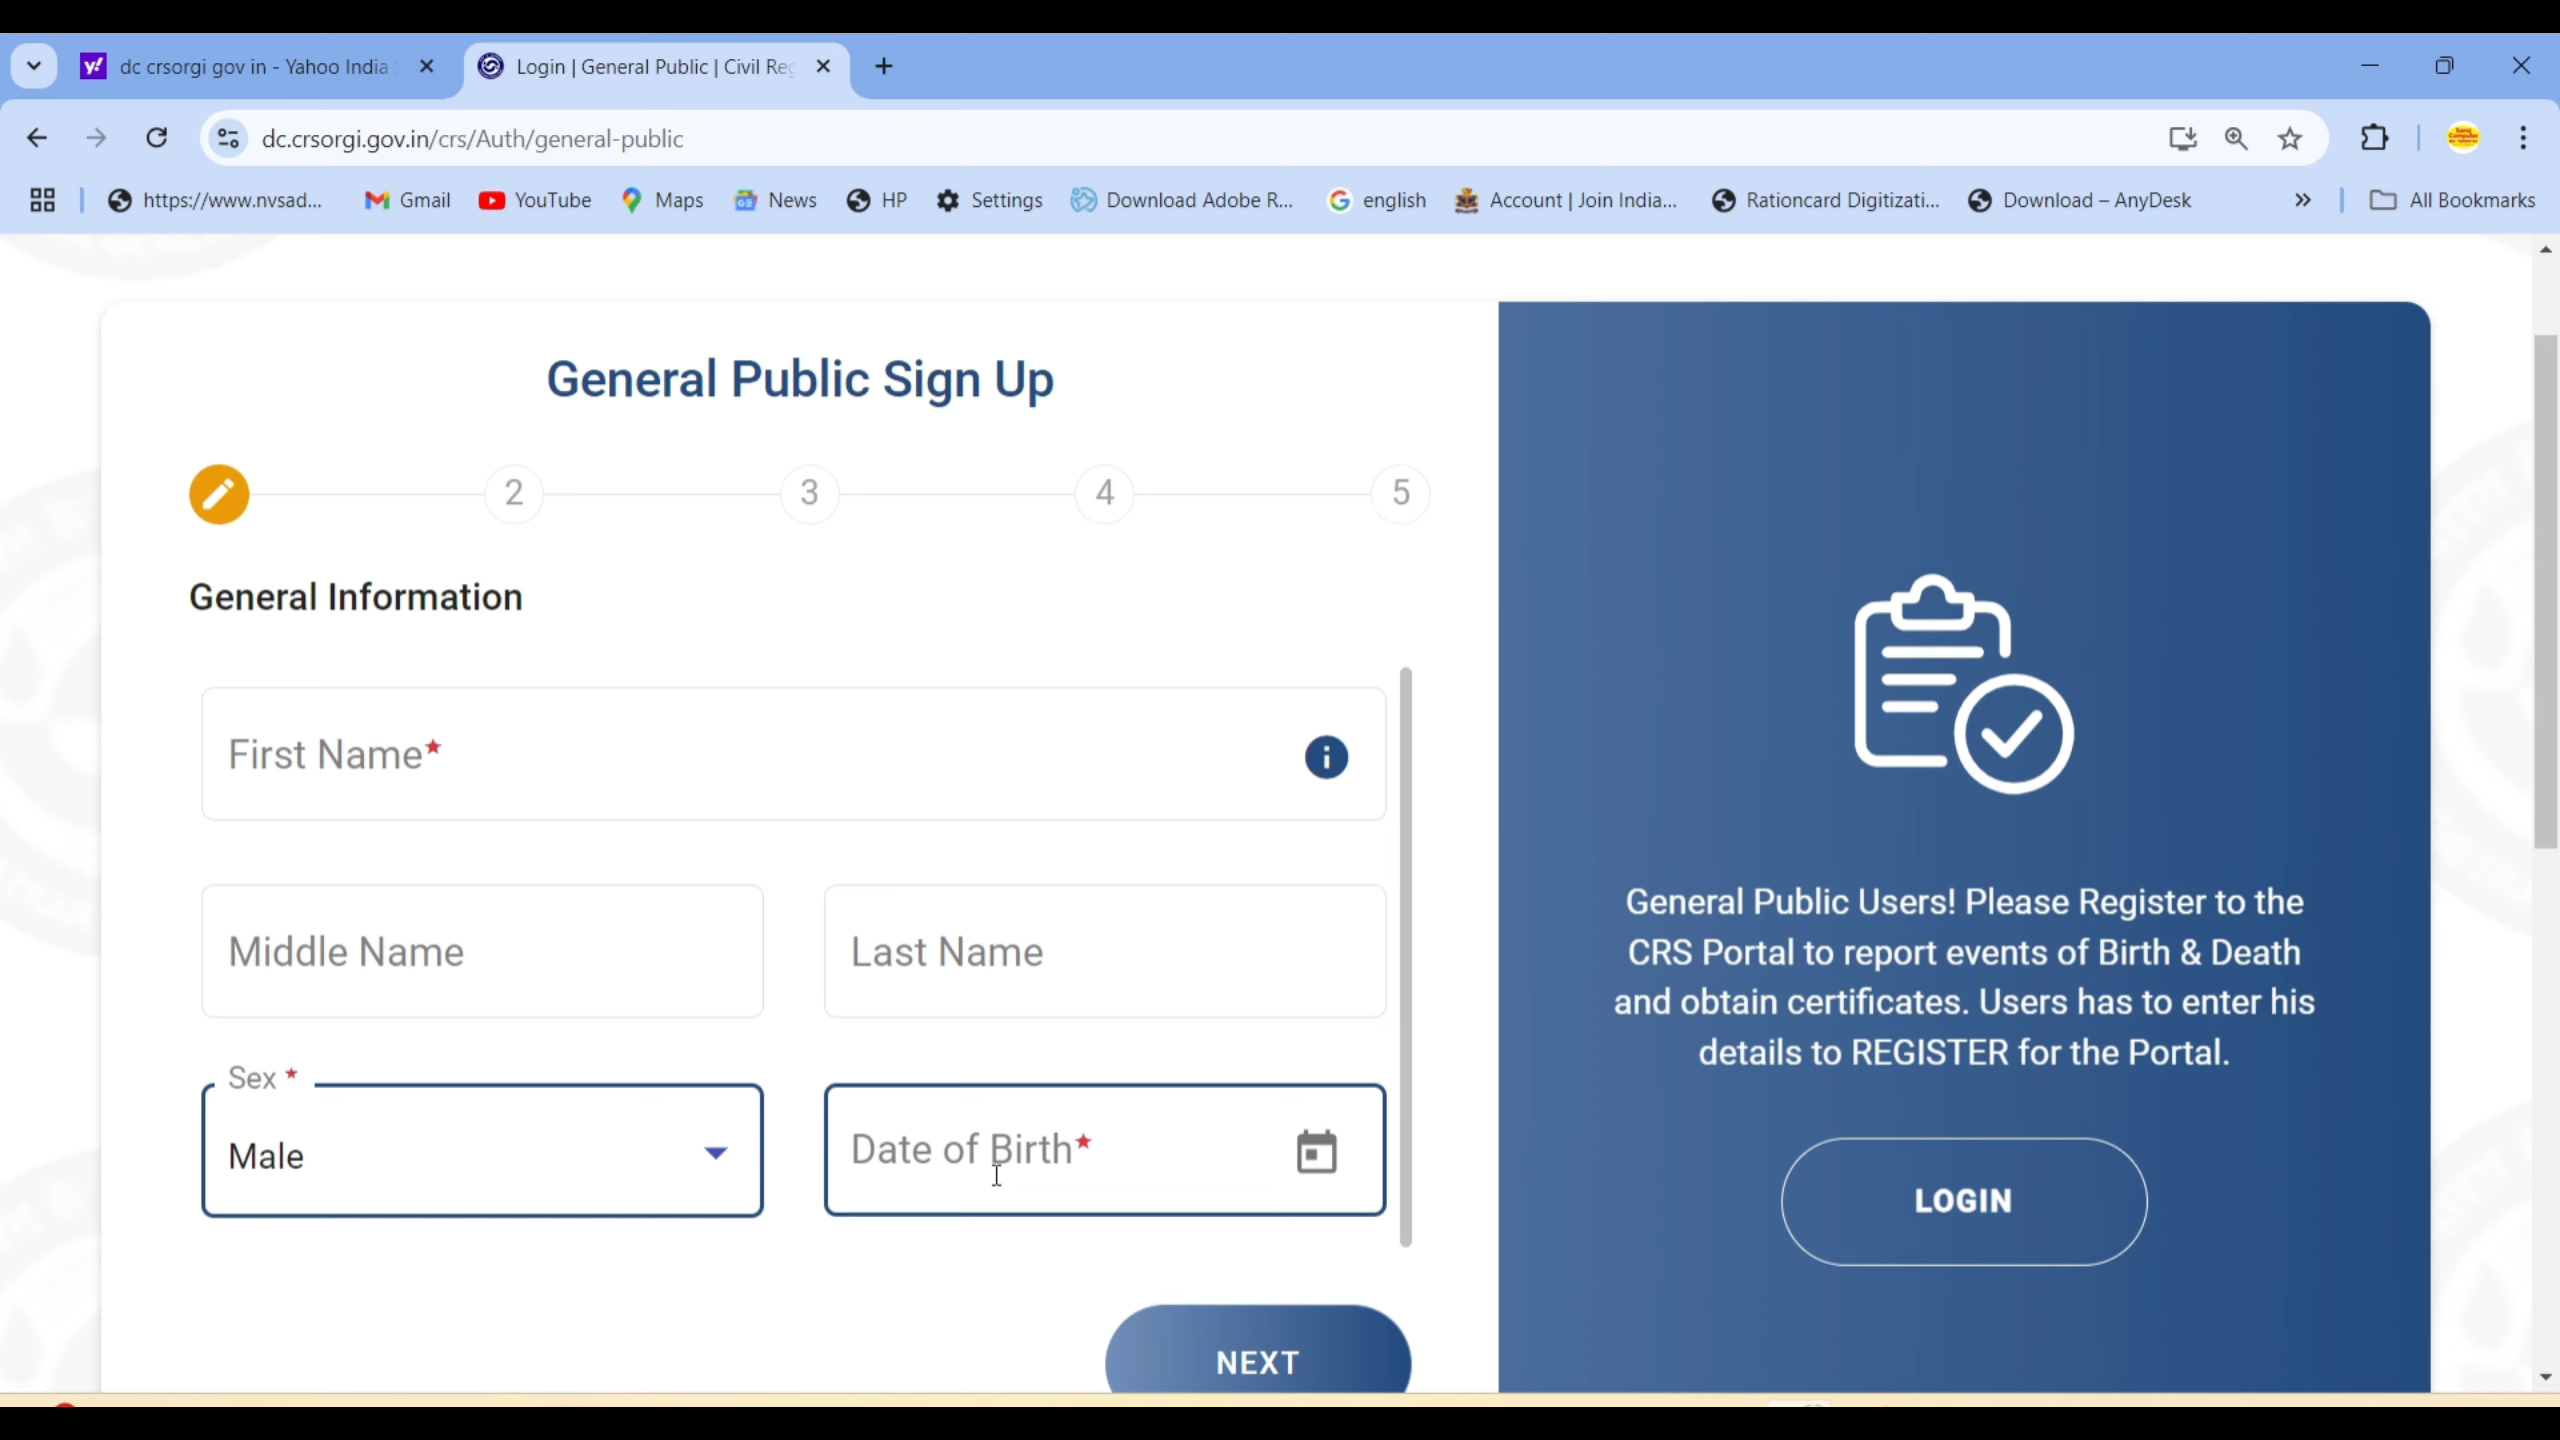 dc crsorgi gov in - Yahoo India
Login | General Public | Civil Reg
dc.crsorgi.gov.in/crs/Auth/general-public
https://www.nvsad...
Gmail
YouTube
Maps
News
HP
Settings
Download Adobe R...
english
Account | Join India...
Rationcard Digitizati...
Download – AnyDesk
All Bookmarks
General Public Sign Up
2
3
4
5
General Information
First Name*
Middle Name
Last Name
Sex *
Male
Date of Birth*
NEXT
General Public Users! Please Register to the
CRS Portal to report events of Birth & Death
and obtain certificates. Users has to enter his
details to REGISTER for the Portal.
LOGIN